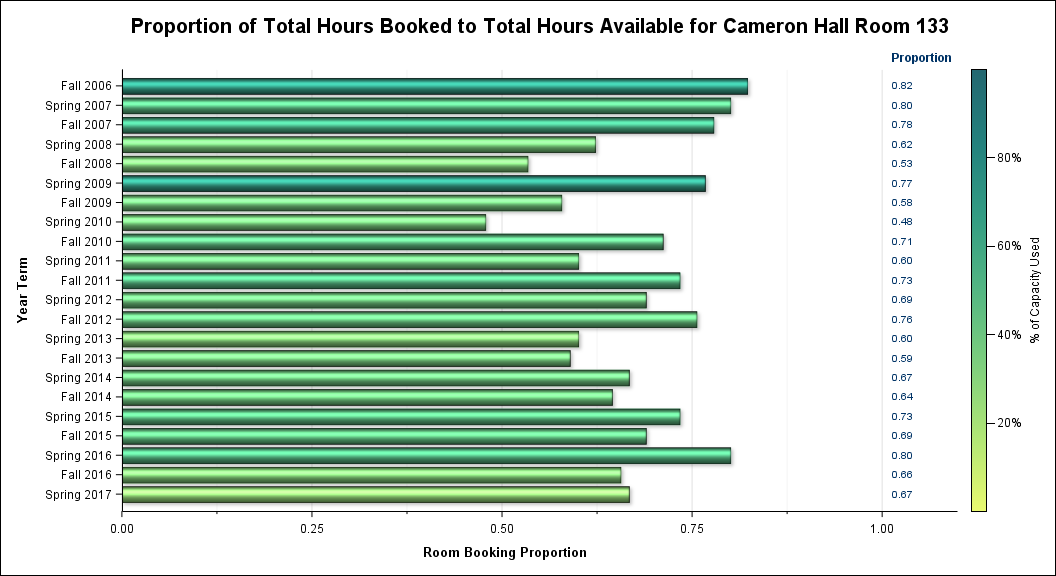 Proportion of Total Hours Booked to Total Hours Available for Cameron Hall Room 133
Proportion
Fall 2006 0.82
Spring 2007 0.80
Fall 2007 0.78
Spring 2008 0.62
Fall 2008 0.53
Spring 2009 0.77
Fall 2009 0.58
Spring 2010 0.48
Fall 2010 0.71
Spring 2011 0.60
Fall 2011 0.73
Spring 2012 0.69
Fall 2012 0.76
Spring 2013 0.60
Fall 2013 0.59
Spring 2014 0.67
Fall 2014 0.64
Spring 2015 0.73
Fall 2015 0.69
Spring 2016 0.80
Fall 2016 0.66
Spring 2017 0.67
Year Term
0.00 0.25 0.50 0.75 1.00
Room Booking Proportion
80%
60%
40%
20%
% of Capacity Used